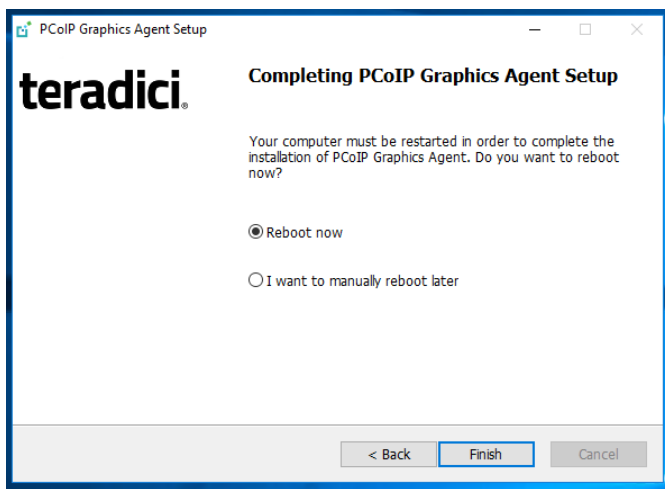 PCoIP Graphics Agent Setup
teradici®
Completing PCoIP Graphics Agent Setup
Your computer must be restarted in order to complete the
installation of PCoIP Graphics Agent. Do you want to reboot
now?
Reboot now
I want to manually reboot later
< Back
Finish
Cancel